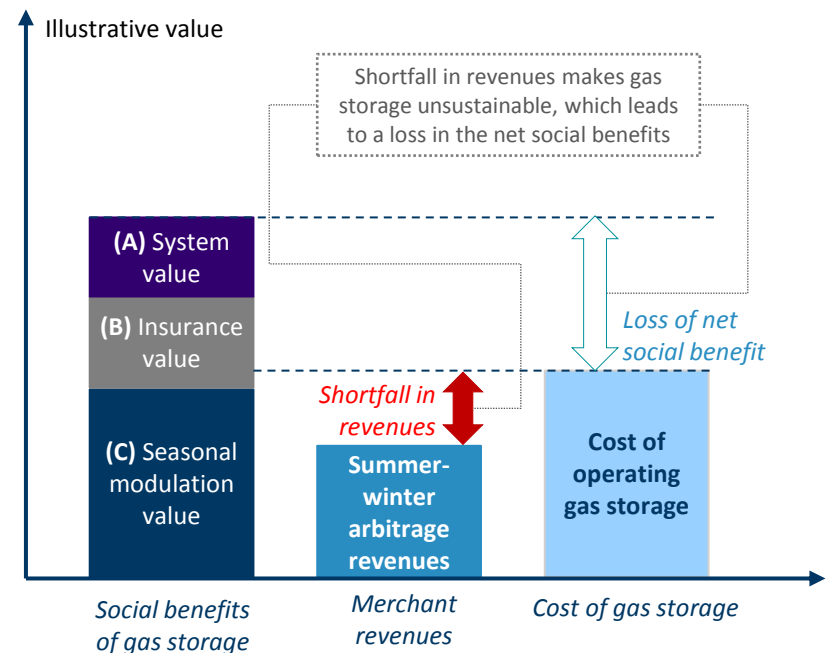 Illustrative value
Shortfall in revenues makes gas
storage unsustainable, which leads
to a loss in the net social benefits
(A) System
value
(B) Insurance
value
(C) Seasonal
modulation
value
Shortfall in
revenues
Summer-
winter
arbitrage
revenues
Loss of net
social benefit
Cost of
operating
gas storage
Social benefits
of gas storage
Merchant
revenues
Cost of gas storage